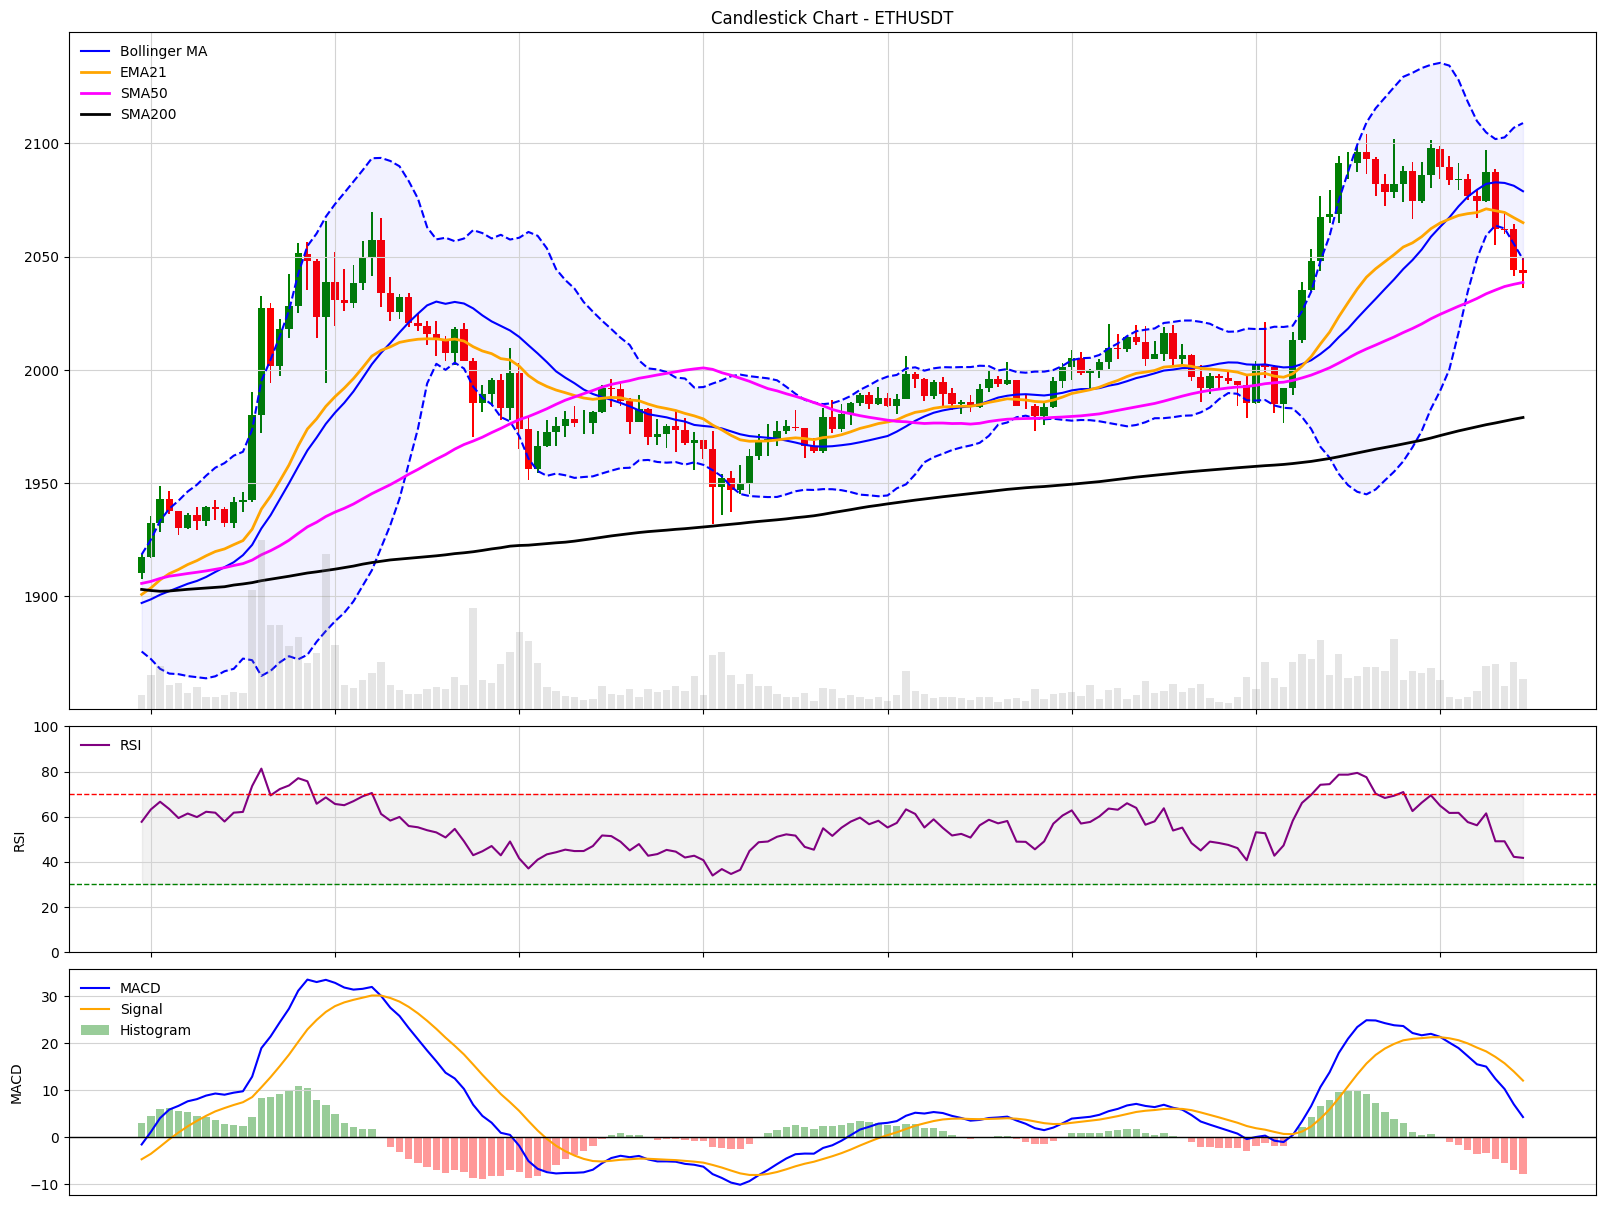 Candlestick Chart - ETHUSDT
Bollinger MA
EMA21
SMA50
SMA200
2100
2050
2000
1950
1900
RSI
100
80
60
40
20
0
RSI
MACD
Signal
Histogram
30
20
10
0
−10
MACD